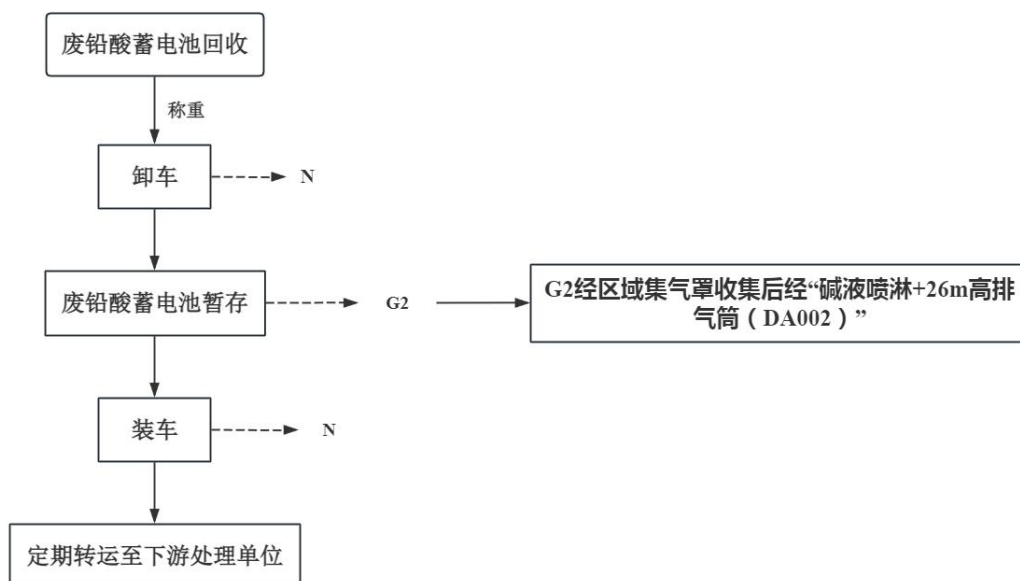 废铅酸蓄电池回收
称重
卸车
N
废铅酸蓄电池暂存
G2
G2经区域集气罩收集后经“碱液喷淋+26m高排
气筒（DA002）”
装车
N
定期转运至下游处理单位